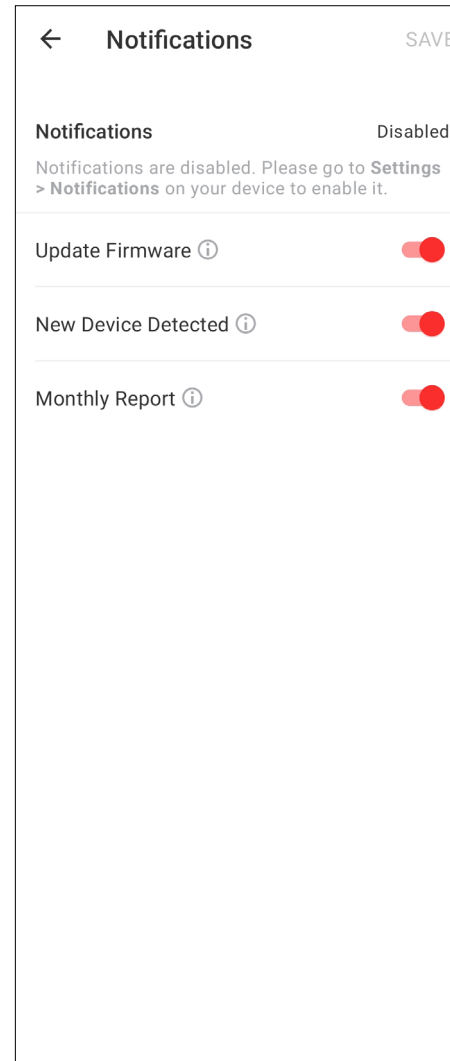 Notifications SAVE
Notifications Disabled
Notifications are disabled. Please go to Settings
> Notifications on your device to enable it.
Update Firmware
New Device Detected
Monthly Report